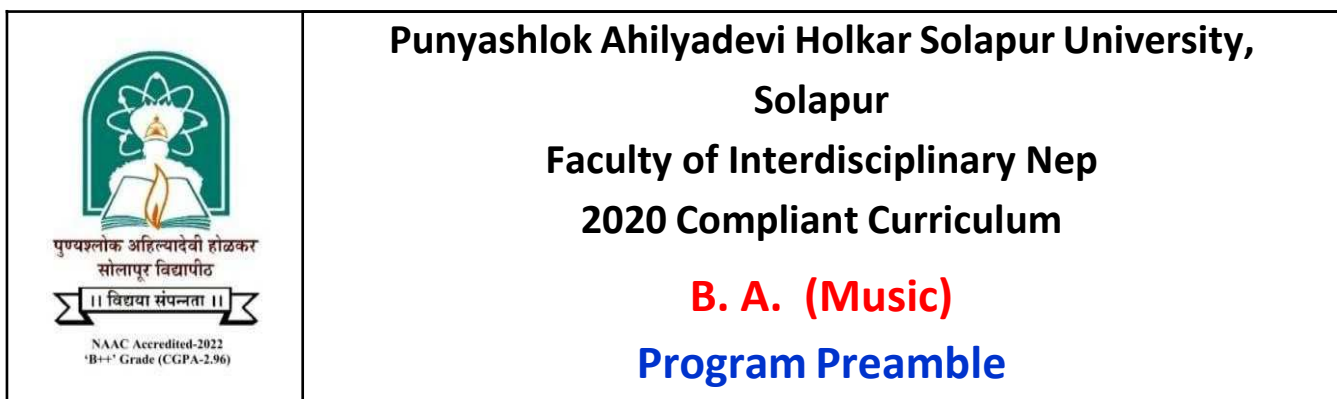 पुण्यश्लोक अहिल्यादेवी होळकर
सोलापूर विद्यापीठ
।। विद्यया संपन्नता ।।
NAAC Accredited-2022
'B++' Grade (CGPA-2.96)
Punyashlok Ahilyadevi Holkar Solapur University,
Solapur
Faculty of Interdisciplinary Nep
2020 Compliant Curriculum
B. A. (Music)
Program Preamble